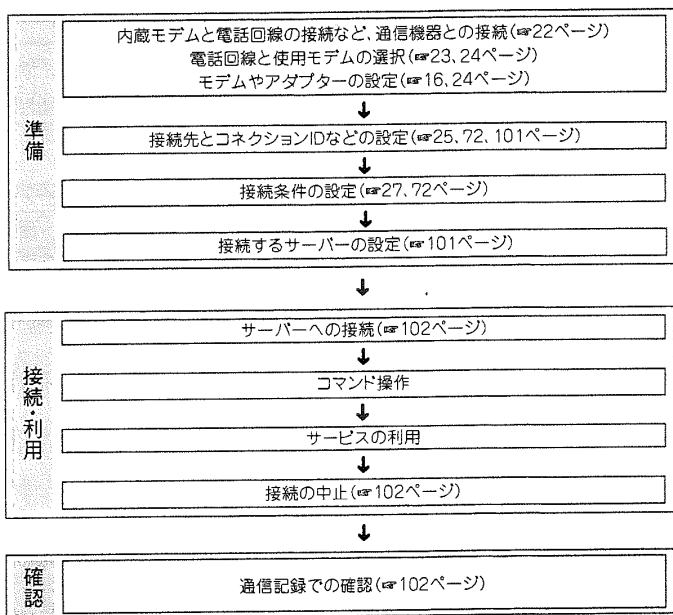 準備
内蔵モデムと電話回線の接続など、通信機器との接続(☞22ページ)
電話回線と使用モデムの選択(☞23、24ページ)
モデムやアダプターの設定(☞16、24ページ)
↓
接続先とコネクションIDなどの設定(☞25、72、101ページ)
↓
接続条件の設定(☞27、72ページ)
↓
接続するサーバーの設定(☞101ページ)
↓
接続・利用
サーバーへの接続(☞102ページ)
↓
コマンド操作
↓
サービスの利用
↓
接続の中止(☞102ページ)
↓
確認
通信記録での確認(☞102ページ)